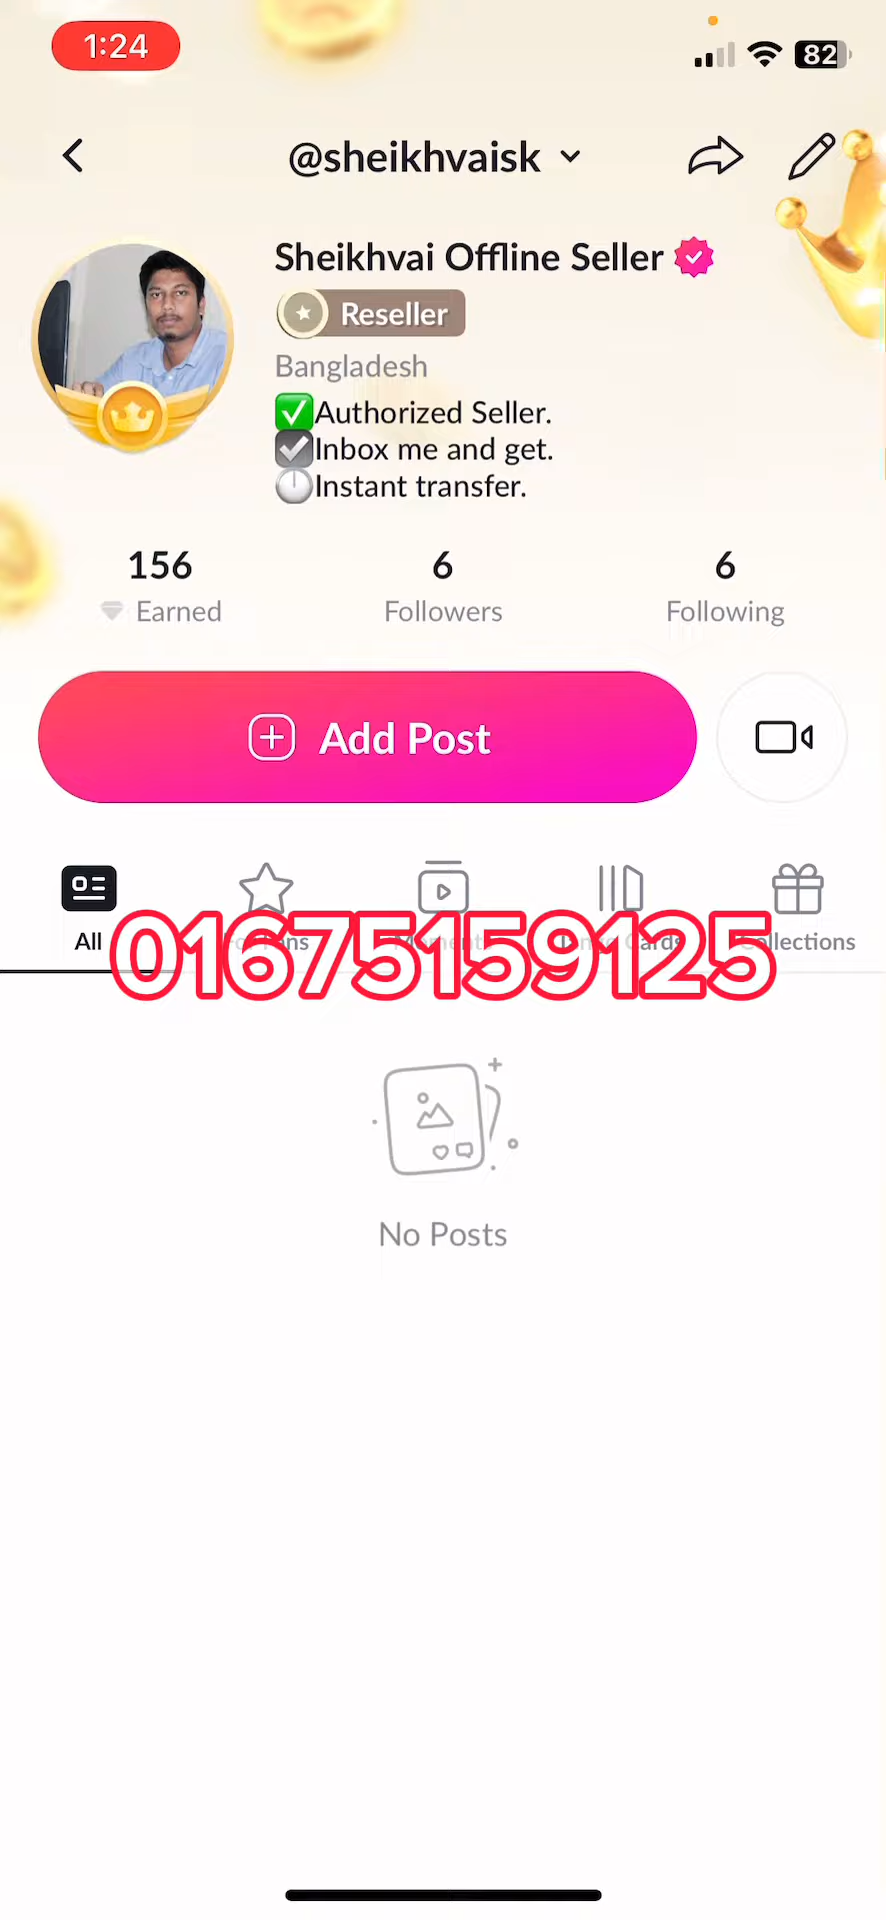 1:24
82
@sheikhvaisk
Sheikhvai Offline Seller
Reseller
Bangladesh
✅Authorized Seller.
☑Inbox me and get.
⏱Instant transfer.
156 6 6
Earned Followers Following
Add Post
All Collections
01675159125
No Posts